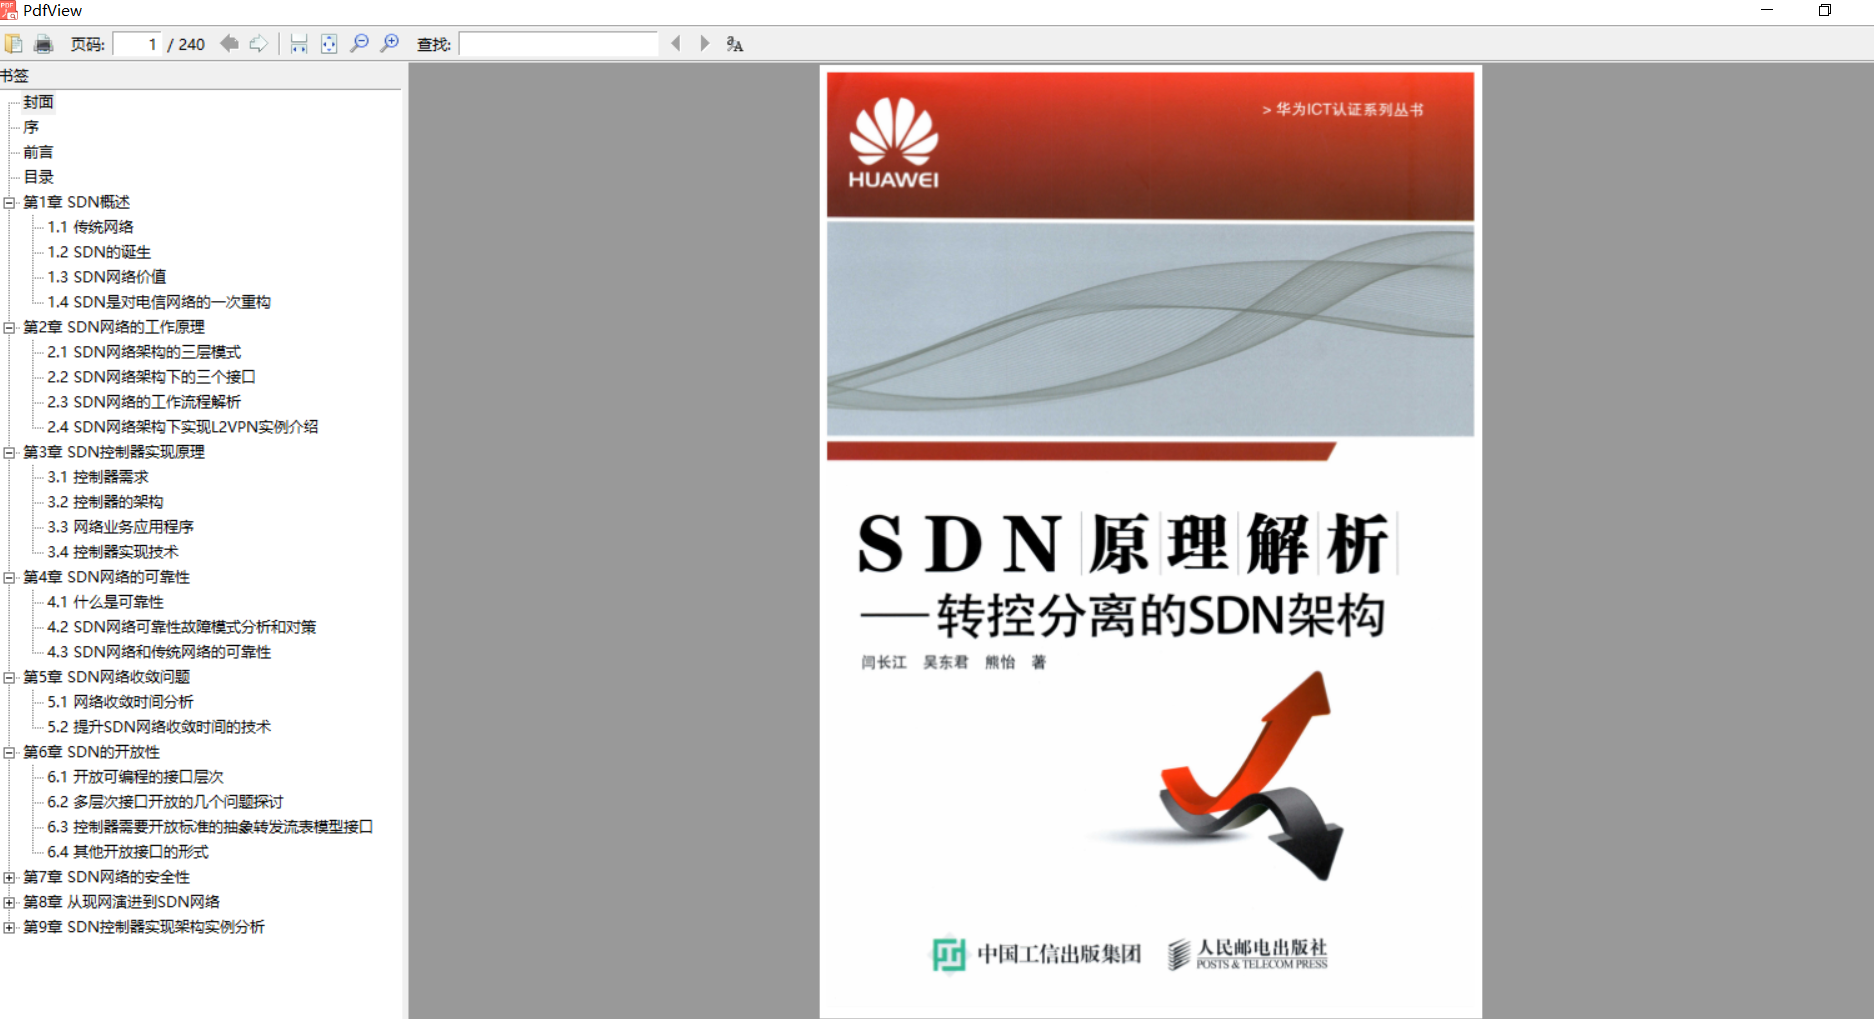 PdfView
页码: 1 / 240 查找:
书签
封面
序
前言
目录
第1章 SDN概述
1.1 传统网络
1.2 SDN的诞生
1.3 SDN网络价值
1.4 SDN是对电信网络的一次重构
第2章 SDN网络的工作原理
2.1 SDN网络架构的三层模式
2.2 SDN网络架构下的三个接口
2.3 SDN网络的工作流程解析
2.4 SDN网络架构下实现L2VPN实例介绍
第3章 SDN控制器实现原理
3.1 控制器需求
3.2 控制器的架构
3.3 网络业务应用程序
3.4 控制器实现技术
第4章 SDN网络的可靠性
4.1 什么是可靠性
4.2 SDN网络可靠性故障模式分析和对策
4.3 SDN网络和传统网络的可靠性
第5章 SDN网络收敛问题
5.1 网络收敛时间分析
5.2 提升SDN网络收敛时间的技术
第6章 SDN的开放性
6.1 开放可编程的接口层次
6.2 多层次接口开放的几个问题探讨
6.3 控制器需要开放标准的抽象转发流表模型接口
6.4 其他开放接口的形式
第7章 SDN网络的安全性
第8章 从现网演进到SDN网络
第9章 SDN控制器实现架构实例分析
> 华为ICT认证系列丛书
HUAWEI
SDN原理解析
——转控分离的SDN架构
闫长江 吴东君 熊怡 著
中国工信出版集团
人民邮电出版社
POSTS & TELECOM PRESS